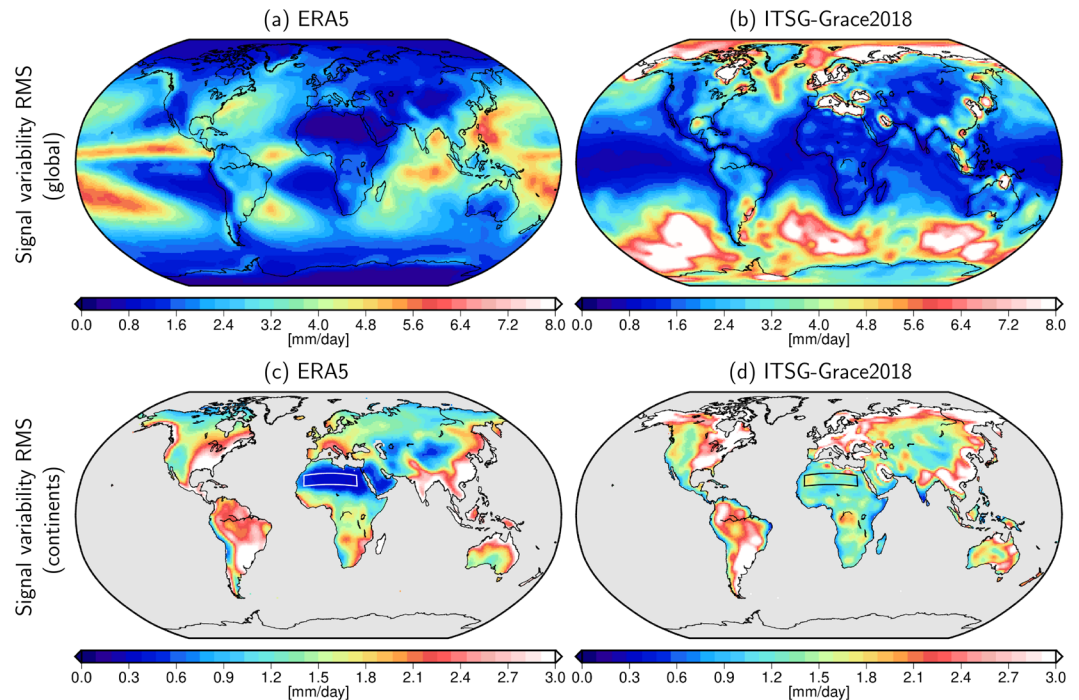 (a) ERA5
(b) ITSG-Grace2018
Signal variability RMS
(global)
0.0 0.8 1.6 2.4 3.2 4.0 4.8 5.6 6.4 7.2 8.0
[mm/day]
0.0 0.8 1.6 2.4 3.2 4.0 4.8 5.6 6.4 7.2 8.0
[mm/day]
(c) ERA5
(d) ITSG-Grace2018
Signal variability RMS
(continents)
0.0 0.3 0.6 0.9 1.2 1.5 1.8 2.1 2.4 2.7 3.0
[mm/day]
0.0 0.3 0.6 0.9 1.2 1.5 1.8 2.1 2.4 2.7 3.0
[mm/day]